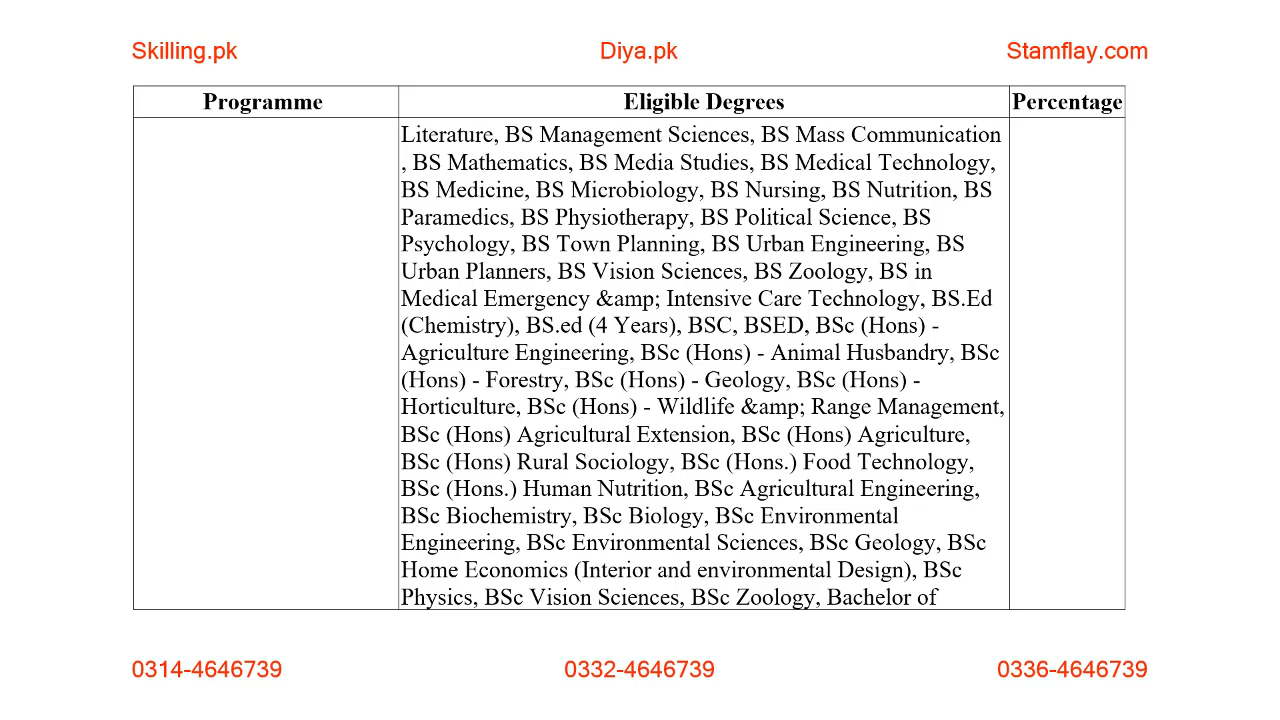 Skilling.pk Diya.pk Stamflay.com
Programme Eligible Degrees Percentage
Literature, BS Management Sciences, BS Mass Communication
, BS Mathematics, BS Media Studies, BS Medical Technology,
BS Medicine, BS Microbiology, BS Nursing, BS Nutrition, BS
Paramedics, BS Physiotherapy, BS Political Science, BS
Psychology, BS Town Planning, BS Urban Engineering, BS
Urban Planners, BS Vision Sciences, BS Zoology, BS in
Medical Emergency &amp; Intensive Care Technology, BS.Ed
(Chemistry), BS.ed (4 Years), BSC, BSED, BSc (Hons) -
Agriculture Engineering, BSc (Hons) - Animal Husbandry, BSc
(Hons) - Forestry, BSc (Hons) - Geology, BSc (Hons) -
Horticulture, BSc (Hons) - Wildlife &amp; Range Management,
BSc (Hons) Agricultural Extension, BSc (Hons) Agriculture,
BSc (Hons) Rural Sociology, BSc (Hons.) Food Technology,
BSc (Hons.) Human Nutrition, BSc Agricultural Engineering,
BSc Biochemistry, BSc Biology, BSc Environmental
Engineering, BSc Environmental Sciences, BSc Geology, BSc
Home Economics (Interior and environmental Design), BSc
Physics, BSc Vision Sciences, BSc Zoology, Bachelor of
0314-4646739 0332-4646739 0336-4646739